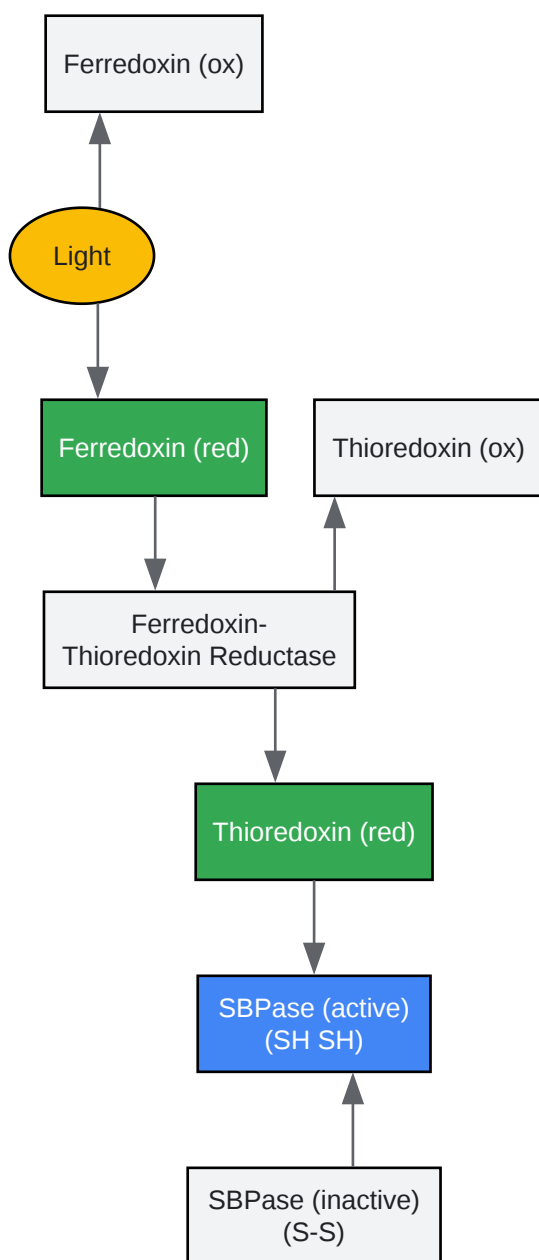 Ferredoxin (ox)
Light
Ferredoxin (red)
Thioredoxin (ox)
Ferredoxin-
Thioredoxin Reductase
Thioredoxin (red)
SBPase (active)
(SH SH)
SBPase (inactive)
(S-S)